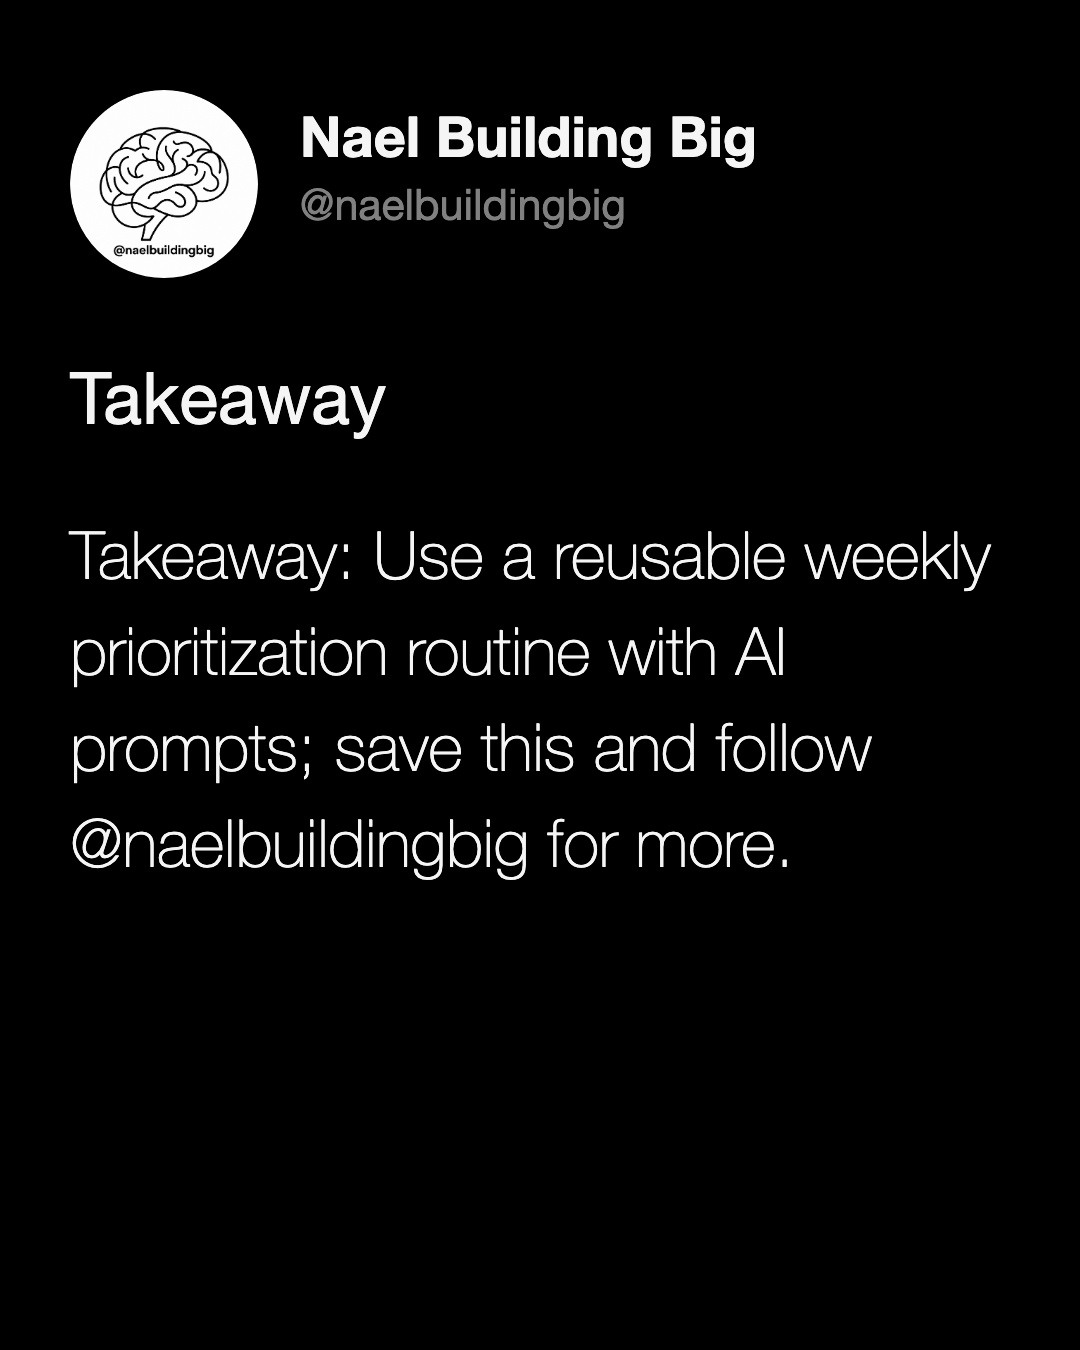 Nael Building Big
@naelbuildingbig
@naelbuildingbig
Takeaway
Takeaway: Use a reusable weekly
prioritization routine with AI
prompts; save this and follow
@naelbuildingbig for more.